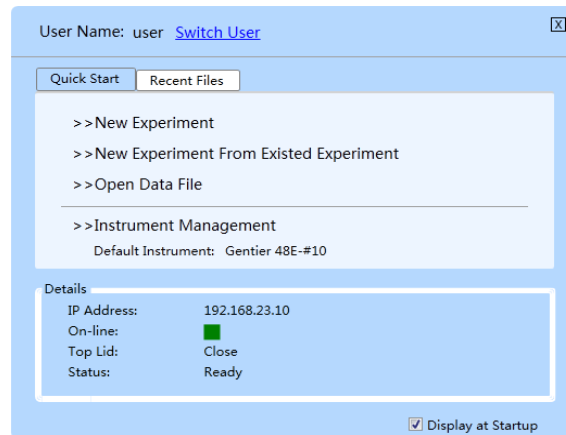 User Name: user Switch User X
Quick Start Recent Files
>>New Experiment
>>New Experiment From Existed Experiment
>>Open Data File
>>Instrument Management
Default Instrument: Gentier 48E-#10
Details
IP Address: 192.168.23.10
On-line:
Top Lid: Close
Status: Ready
Display at Startup